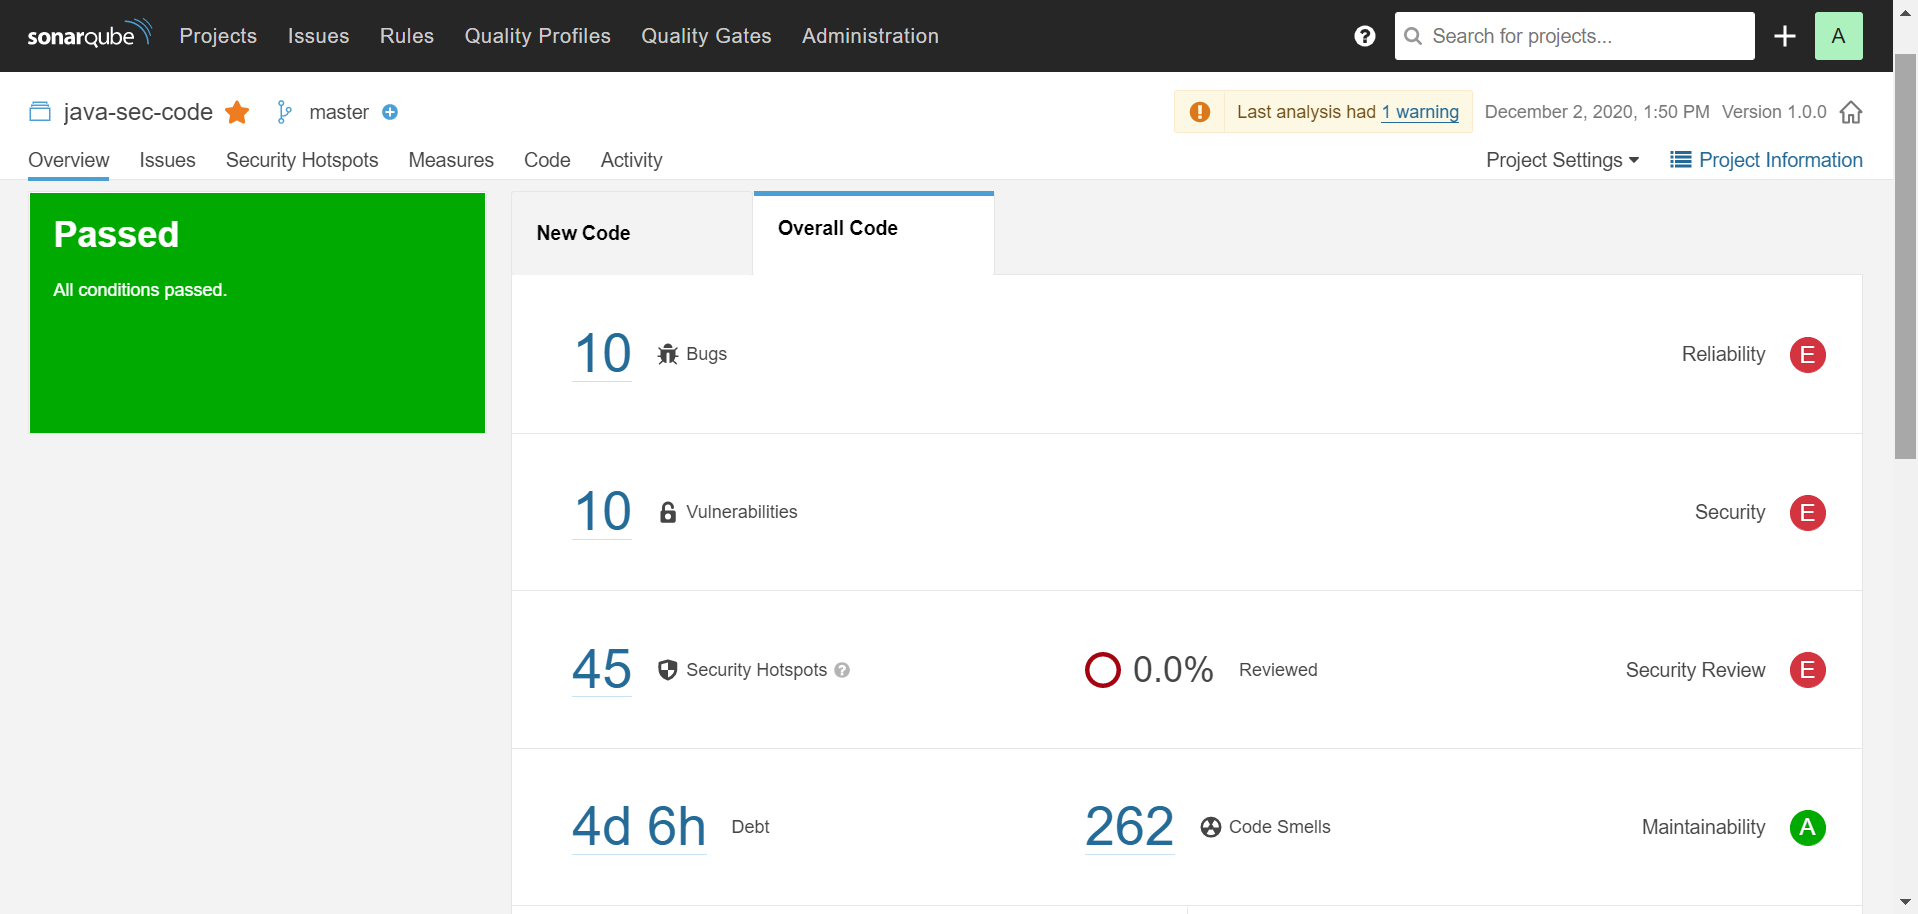 sonarqube Projects Issues Rules Quality Profiles Quality Gates Administration ? Search for projects... + A
java-sec-code master Last analysis had 1 warning December 2, 2020, 1:50 PM Version 1.0.0
Overview Issues Security Hotspots Measures Code Activity Project Settings Project Information
Passed
All conditions passed.
New Code Overall Code
10 Bugs Reliability E
10 Vulnerabilities Security E
45 Security Hotspots ? 0.0% Reviewed Security Review E
4d 6h Debt 262 Code Smells Maintainability A